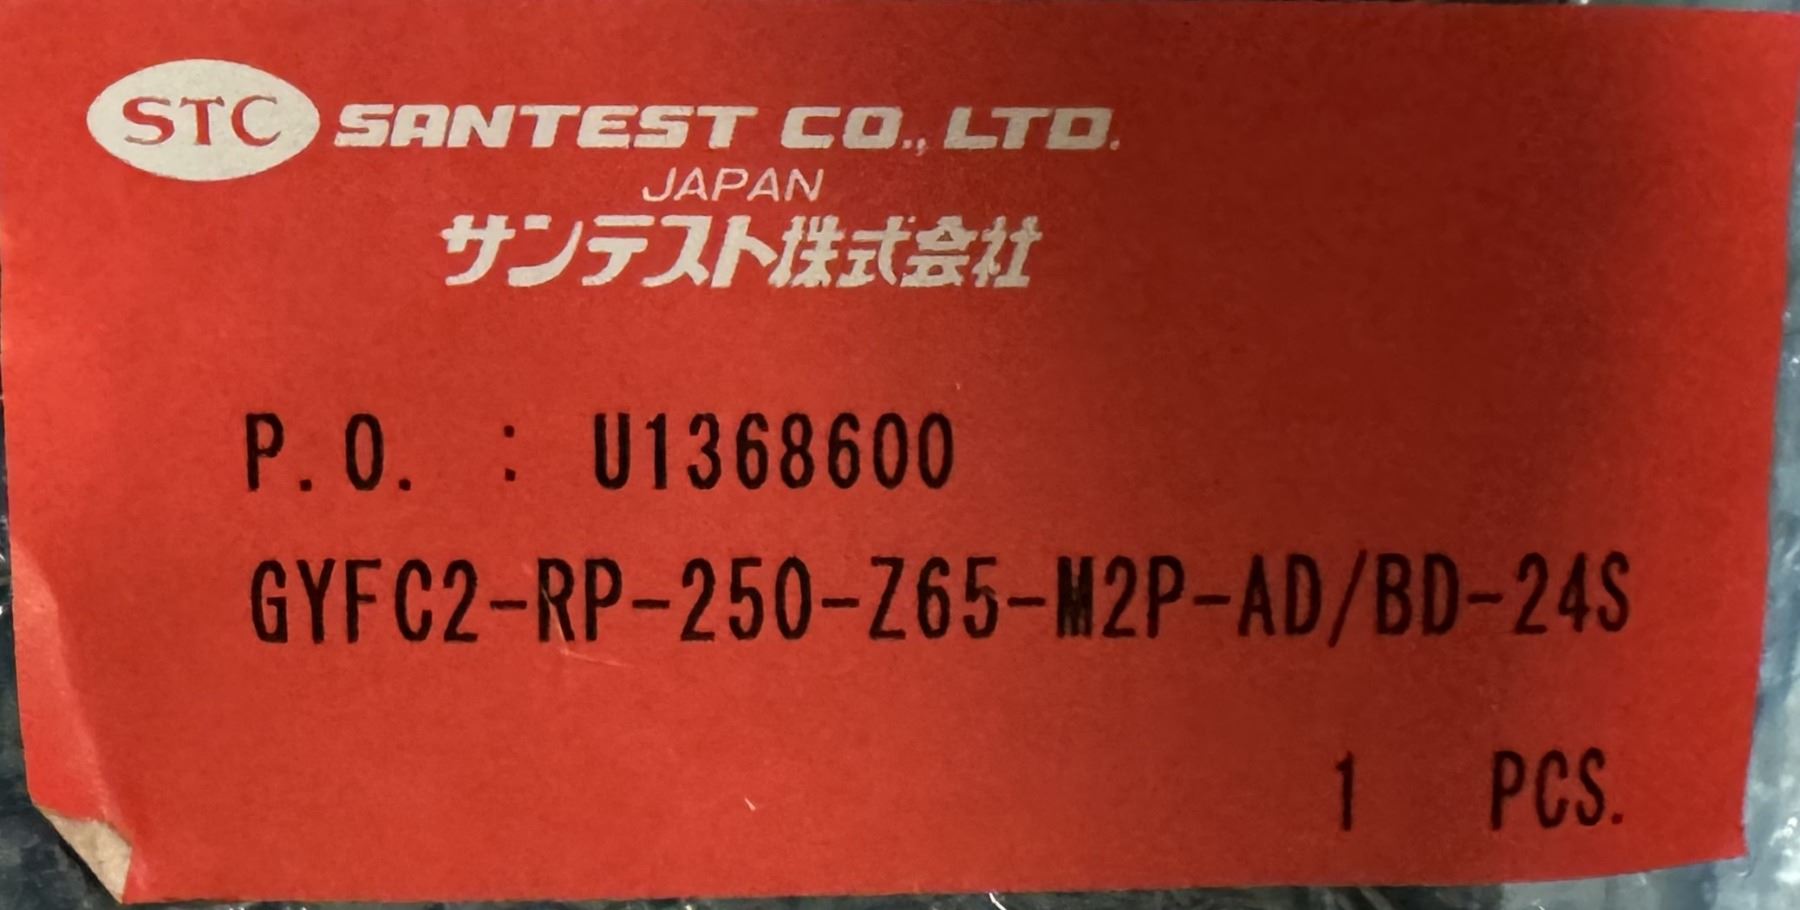 STC SANTEST CO., LTD.
JAPAN
サンテスト株式会社
P.O. : U1368600
GYFC2-RP-250-Z65-M2P-AD/BD-24S
1 PCS.